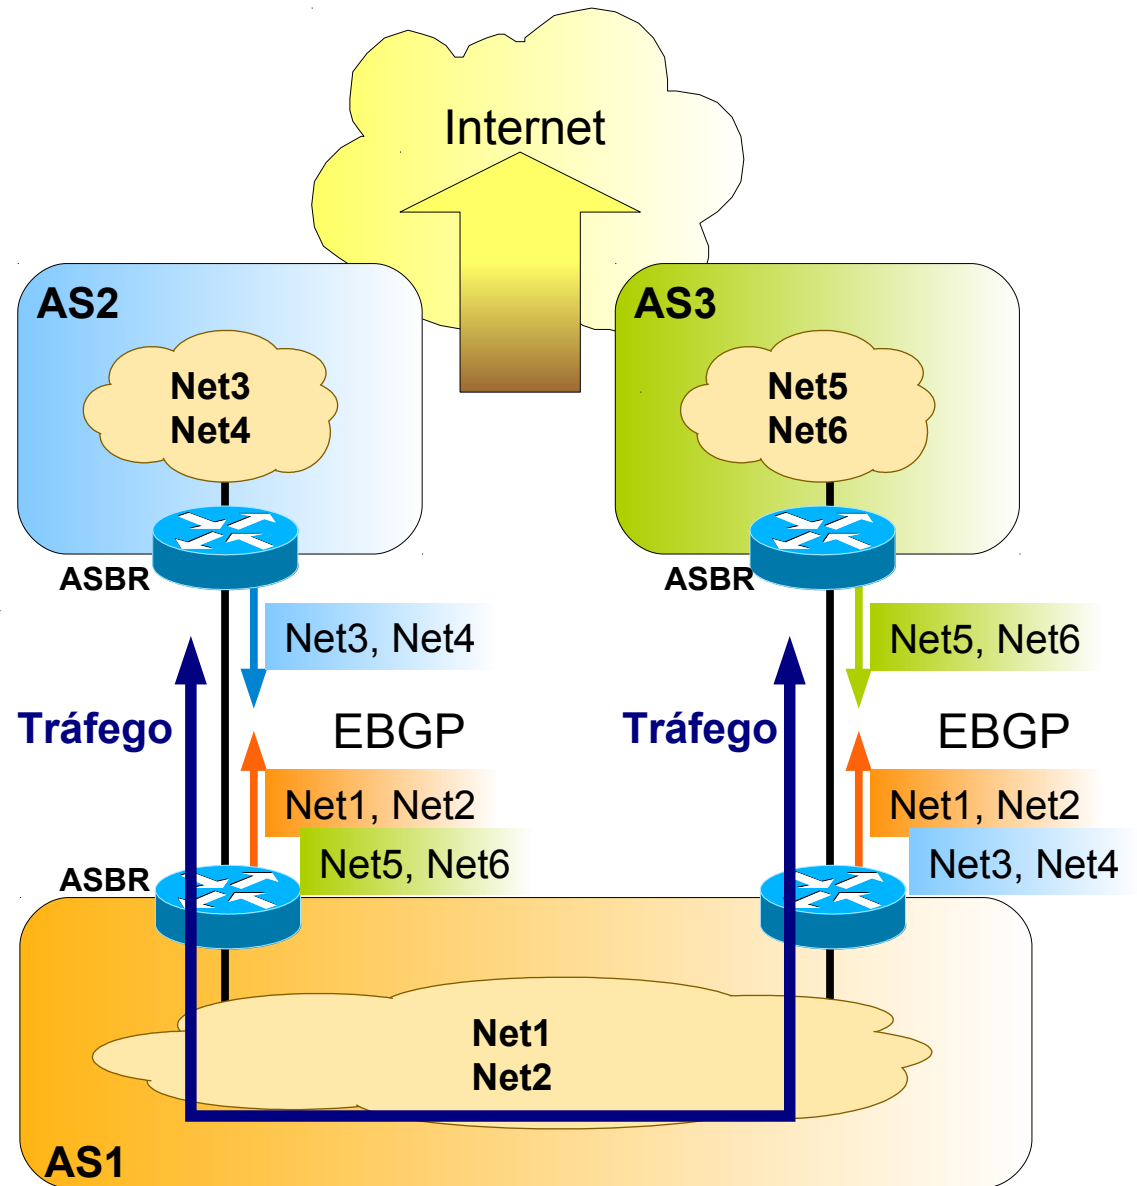 Internet
AS2
AS3
Net3
Net4
Net5
Net6
ASBR
ASBR
Net3, Net4
Net5, Net6
Tráfego
EBGP
Tráfego
EBGP
Net1, Net2
Net1, Net2
Net5, Net6
Net3, Net4
ASBR
Net1
Net2
AS1